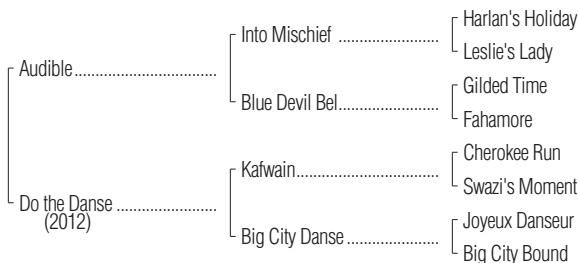 Harlan's Holiday
Into Mischief ........................
Leslie's Lady
Audible.................................
Gilded Time
Blue Devil Bel.......................
Fahamore
Cherokee Run
Kafwain.................................
Swazi's Moment
Do the Danse .......................
(2012)
Joyeux Danseur
Big City Danse ...................
Big City Bound